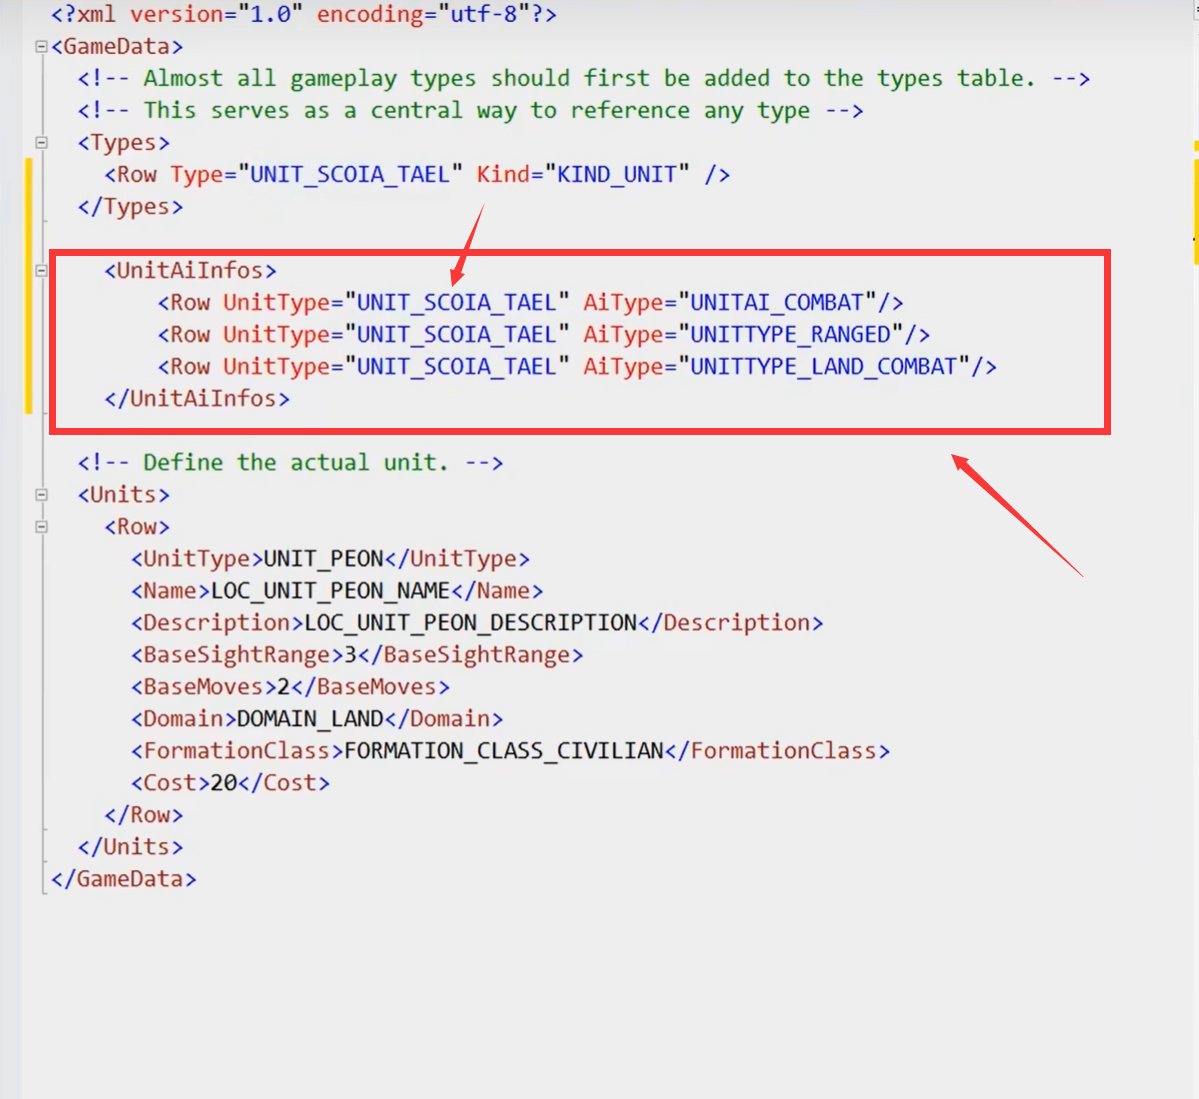 <?xml version="1.0" encoding="utf-8"?>
<GameData>
<!-- Almost all gameplay types should first be added to the types table. -->
<!-- This serves as a central way to reference any type -->
<Types>
<Row Type="UNIT_SCOIA_TAEL" Kind="KIND_UNIT" />
</Types>
<UnitAiInfos>
<Row UnitType="UNIT_SCOIA_TAEL" AiType="UNITAI_COMBAT"/>
<Row UnitType="UNIT_SCOIA_TAEL" AiType="UNITTYPE_RANGED"/>
<Row UnitType="UNIT_SCOIA_TAEL" AiType="UNITTYPE_LAND_COMBAT"/>
</UnitAiInfos>
<!-- Define the actual unit. -->
<Units>
<Row>
<UnitType>UNIT_PEON</UnitType>
<Name>LOC_UNIT_PEON_NAME</Name>
<Description>LOC_UNIT_PEON_DESCRIPTION</Description>
<BaseSightRange>3</BaseSightRange>
<BaseMoves>2</BaseMoves>
<Domain>DOMAIN_LAND</Domain>
<FormationClass>FORMATION_CLASS_CIVILIAN</FormationClass>
<Cost>20</Cost>
</Row>
</Units>
</GameData>